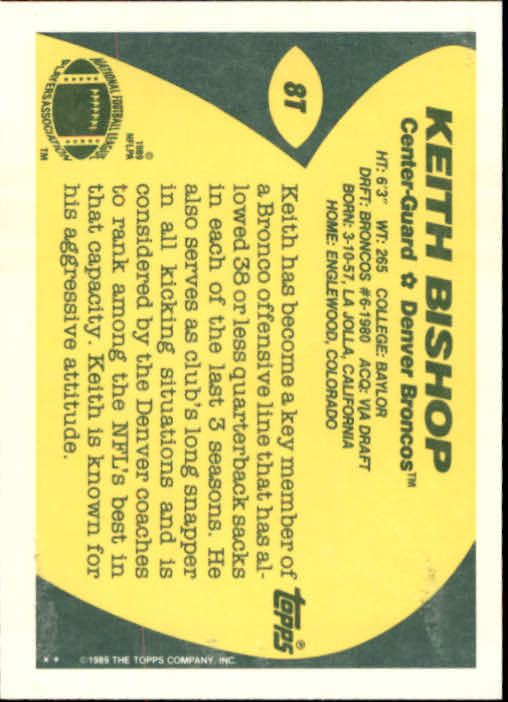 8T
KEITH BISHOP
Center-Guard ✩ Denver Broncos™
HT: 6'3" WT: 265 COLLEGE: BAYLOR
DRFT: BRONCOS #6-1980 ACQ: VIA DRAFT
BORN: 3-10-57, LA JOLLA, CALIFORNIA
HOME: ENGLEWOOD, COLORADO
NATIONAL FOOTBALL LEAGUE
PLAYERS ASSOCIATION
™
©
1989
NFLPA
Keith has become a key member of
a Bronco offensive line that has al-
lowed 38 or less quarterback sacks
in each of the last 3 seasons. He
also serves as club's long snapper
in all kicking situations and is
considered by the Denver coaches
to rank among the NFL's best in
that capacity. Keith is known for
his aggressive attitude.
topps®
** ©1989 THE TOPPS COMPANY, INC.